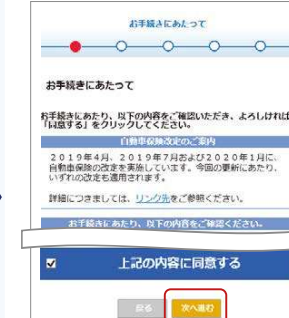 お手続きにあたって
お手続きにあたって
お手続きにあたり、以下の内容をご確認いただき、よろしければ
「同意する」をクリックしてください。
自動車保険改定のご案内
2019年4月、2019年7月および2020年1月に、
自動車保険の改定を実施しています。今回の更新にあたり、
いずれの改定も適用されます。
詳細につきましては、リンク先をご参照ください。
お手続きにあたり、以下の内容をご確認ください。
上記の内容に同意する
戻る
次へ進む